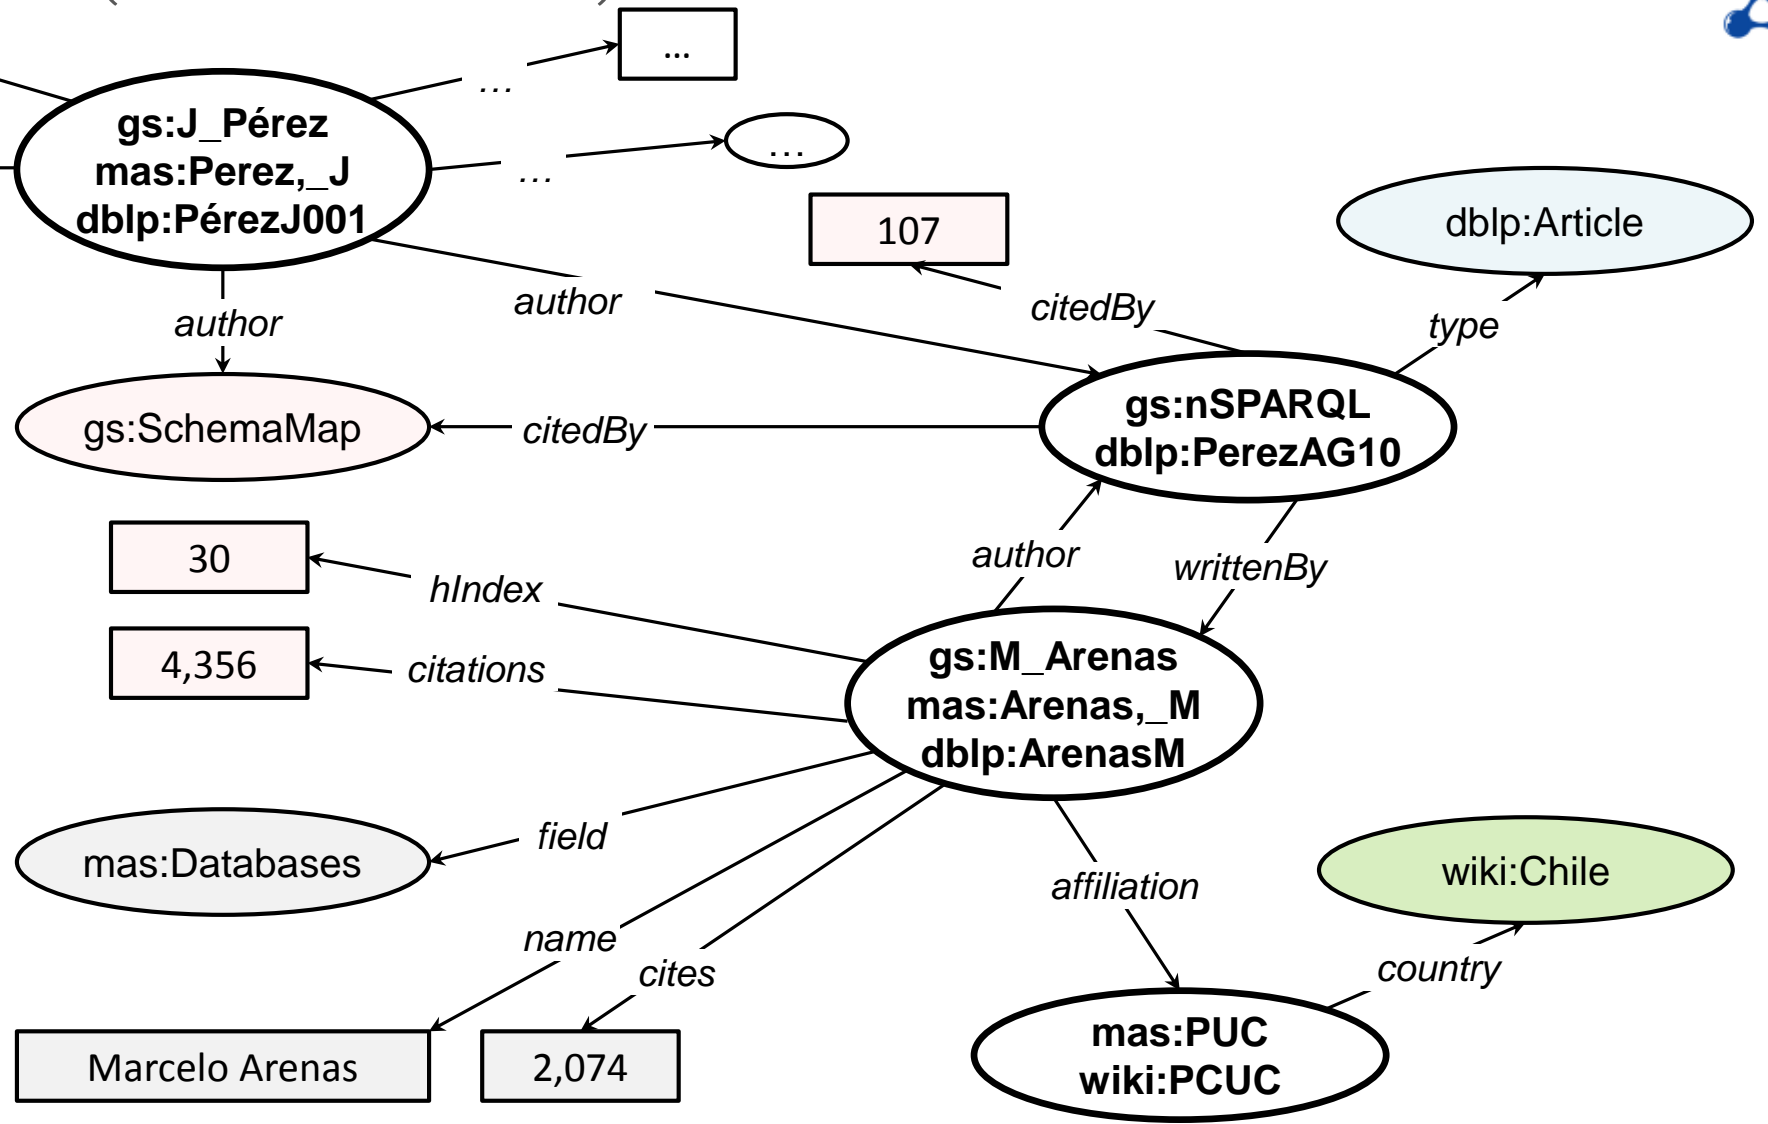 ...
…
gs:J_Pérez
mas:Perez,_J
dblp:PérezJ001
…
…
107
dblp:Article
author
author
citedBy
type
gs:SchemaMap
citedBy
gs:nSPARQL
dblp:PerezAG10
30
hIndex
author
writtenBy
4,356
citations
gs:M_Arenas
mas:Arenas,_M
dblp:ArenasM
mas:Databases
field
affiliation
wiki:Chile
name
cites
country
Marcelo Arenas
2,074
mas:PUC
wiki:PCUC